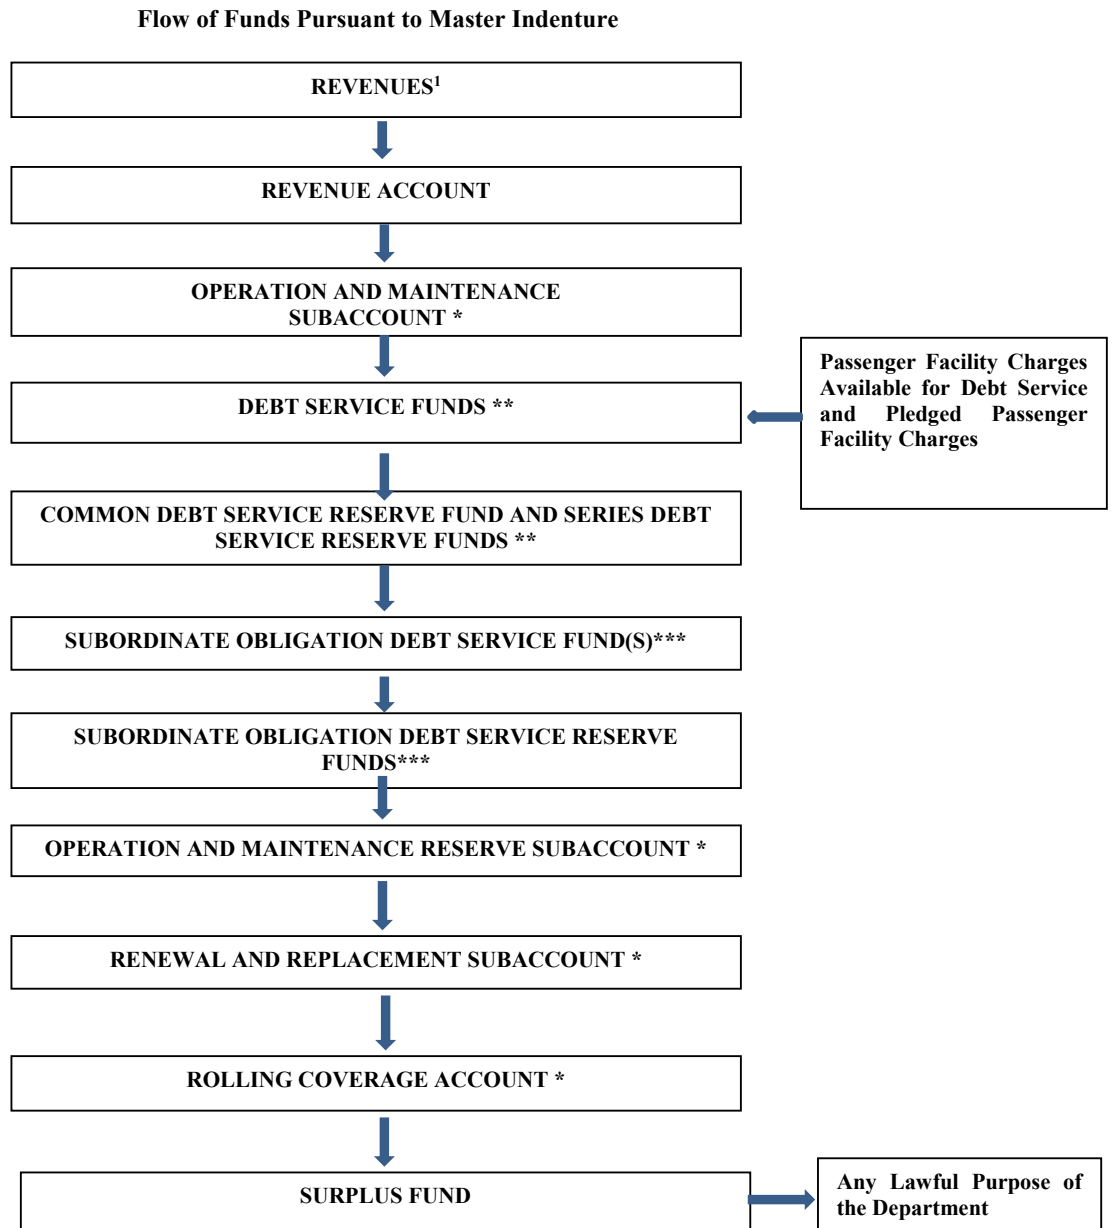 Flow of Funds Pursuant to Master Indenture
REVENUES¹
REVENUE ACCOUNT
OPERATION AND MAINTENANCE
SUBACCOUNT *
Passenger Facility Charges
Available for Debt Service
and Pledged Passenger
Facility Charges
DEBT SERVICE FUNDS **
COMMON DEBT SERVICE RESERVE FUND AND SERIES DEBT
SERVICE RESERVE FUNDS **
SUBORDINATE OBLIGATION DEBT SERVICE FUND(S)***
SUBORDINATE OBLIGATION DEBT SERVICE RESERVE
FUNDS***
OPERATION AND MAINTENANCE RESERVE SUBACCOUNT *
RENEWAL AND REPLACEMENT SUBACCOUNT *
ROLLING COVERAGE ACCOUNT *
SURPLUS FUND
Any Lawful Purpose of
the Department